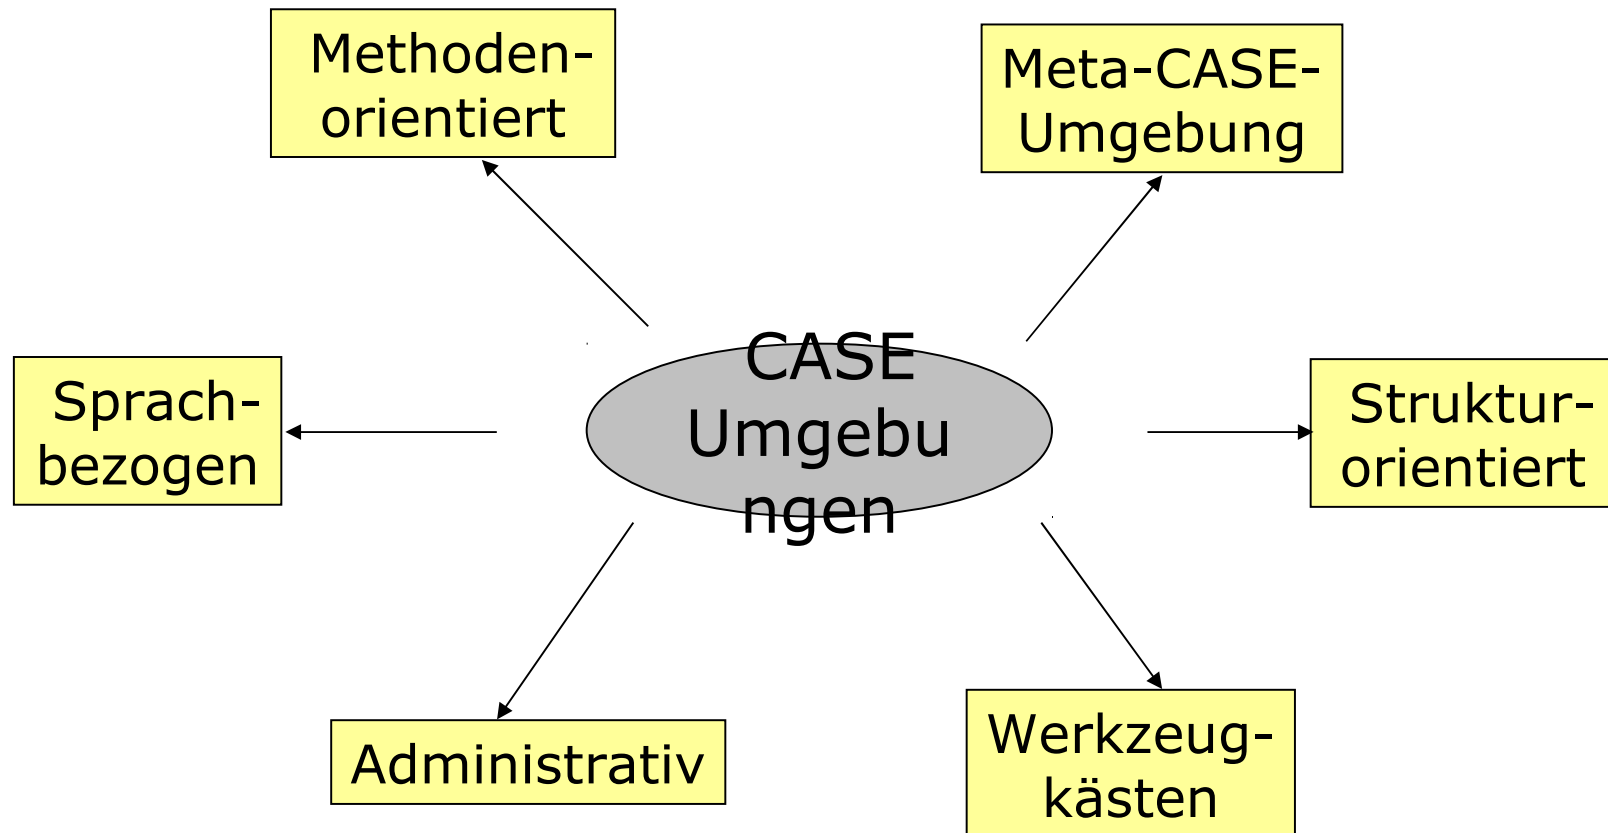 Methoden-
orientiert
Meta-CASE-
Umgebung
CASE
Umgebu
ngen
Sprach-
bezogen
Struktur-
orientiert
Administrativ
Werkzeug-
kästen